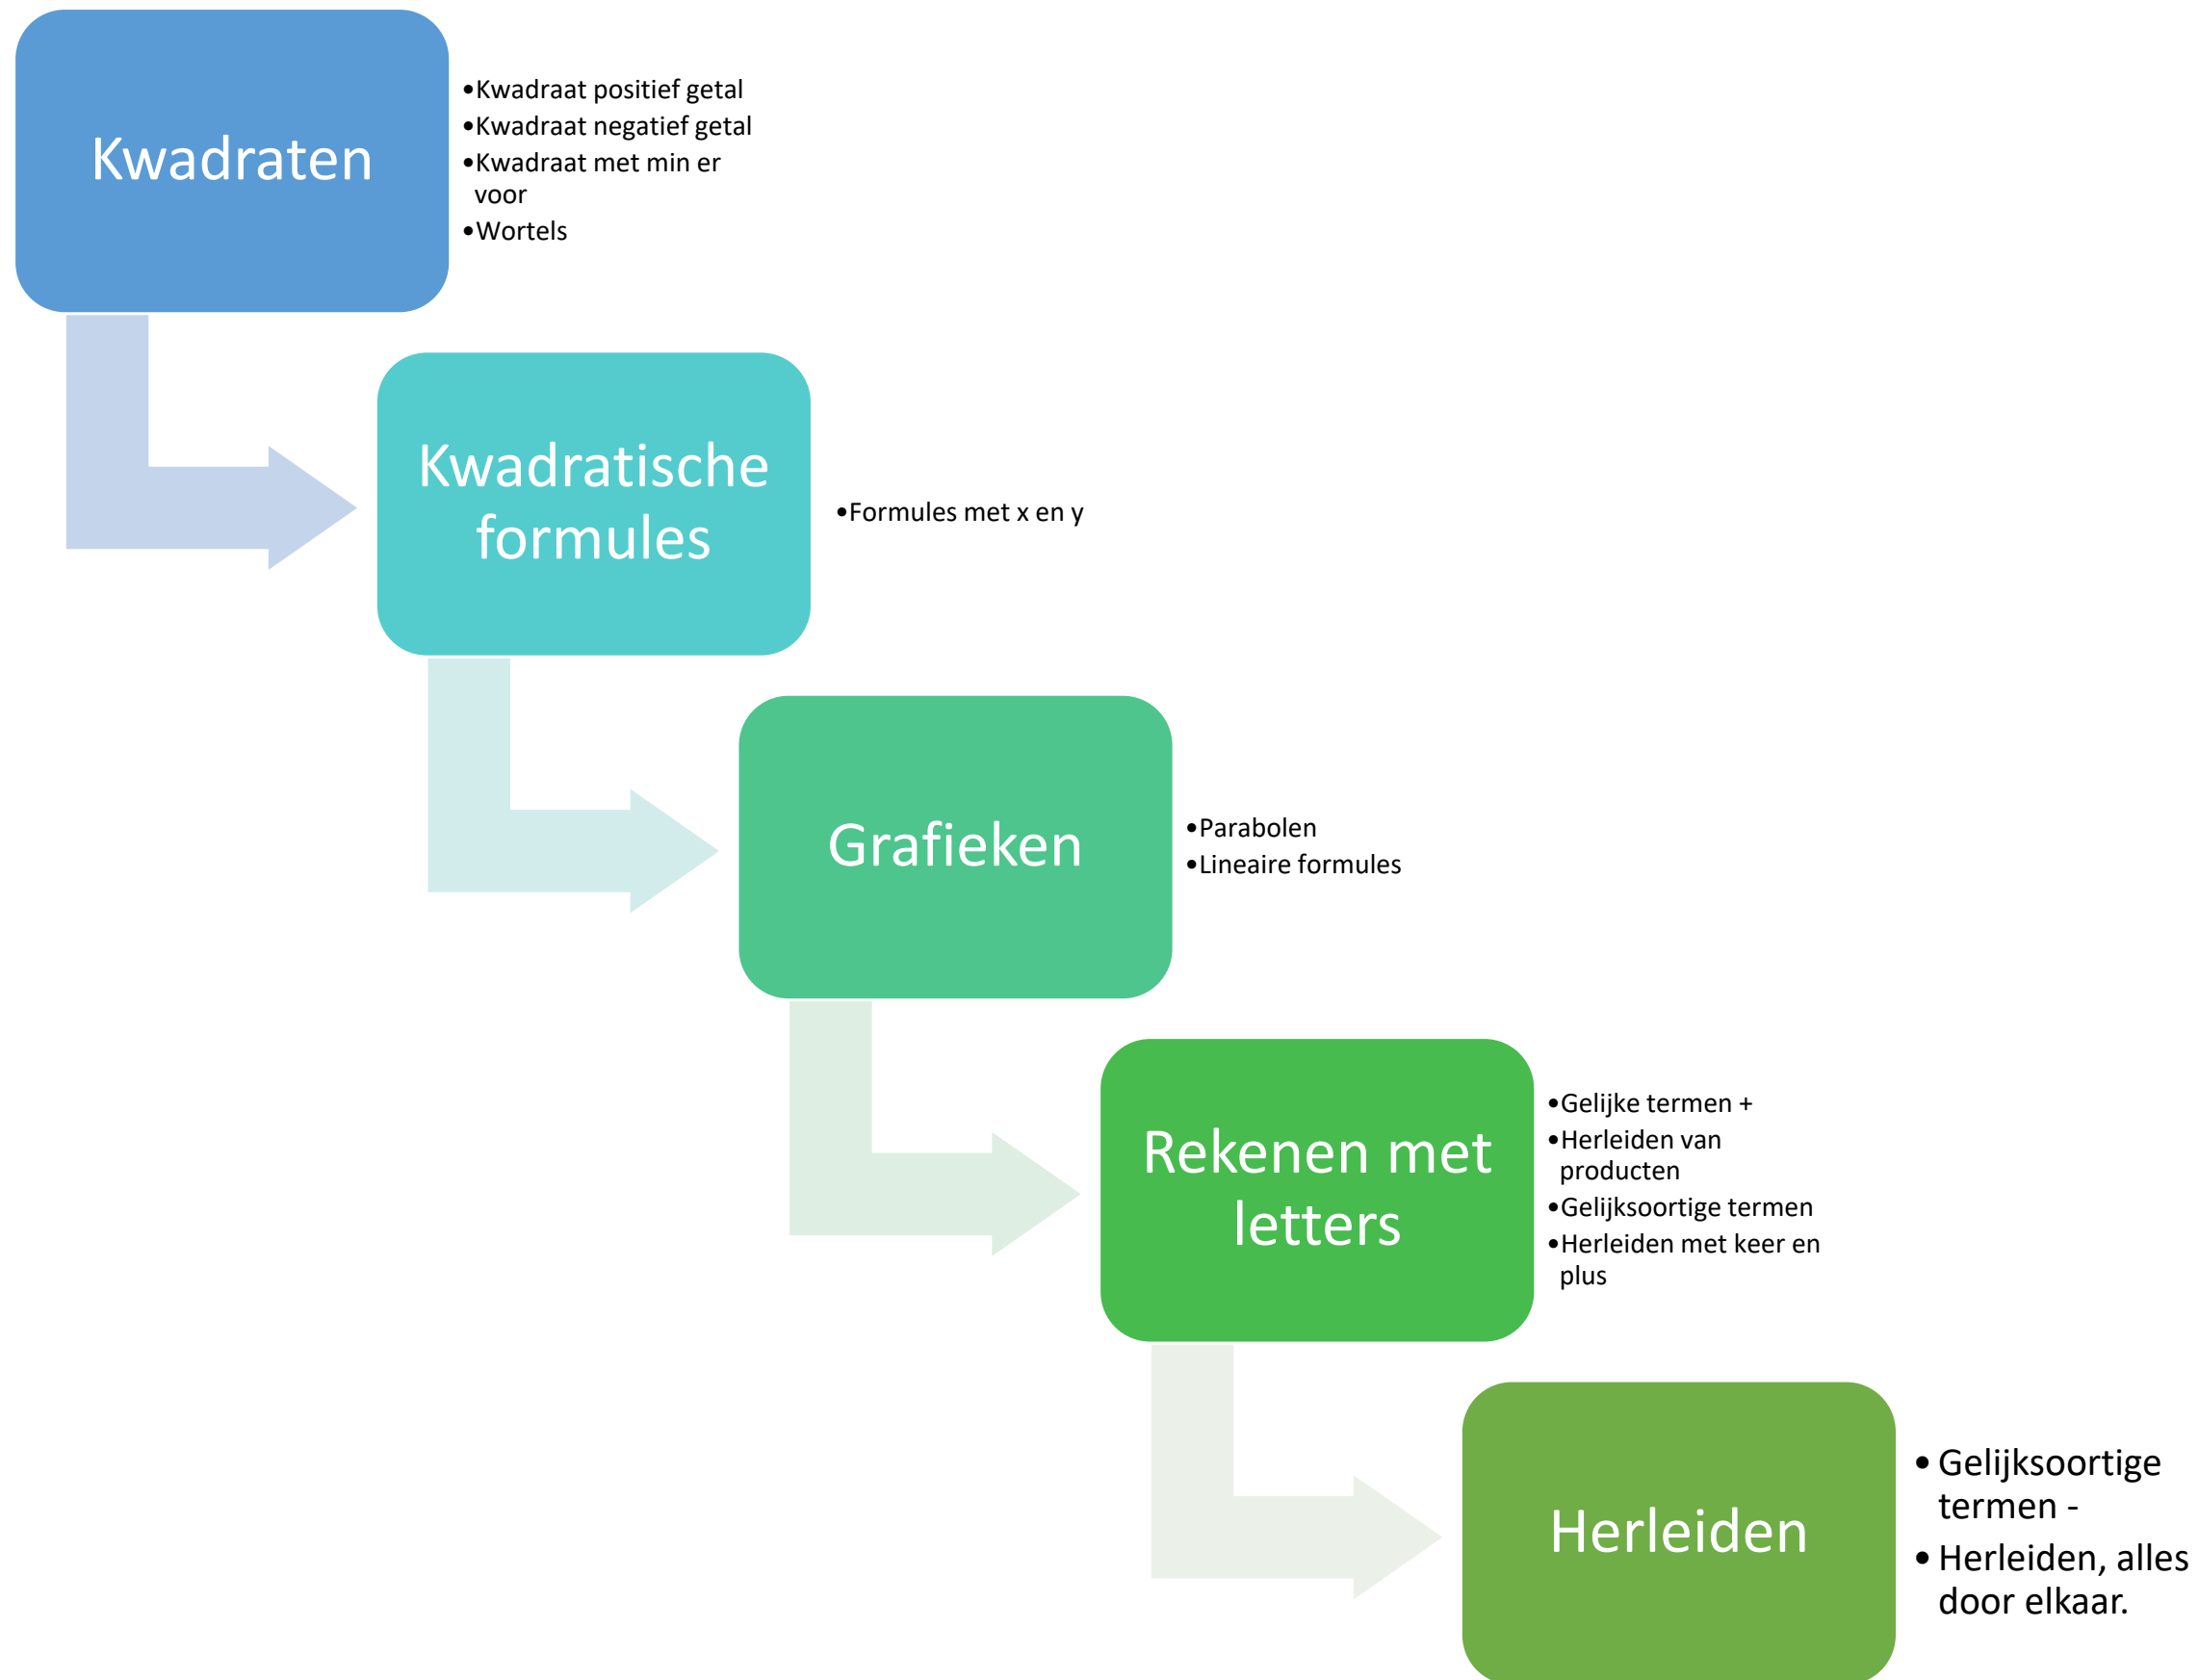 Kwadraten
•Kwadraat positief getal
•Kwadraat negatief getal
•Kwadraat met min er
voor
•Wortels
Kwadratische
formules
•Formules met x en y
Grafieken
•Parabolen
•Lineaire formules
Rekenen met
letters
•Gelijke termen +
•Herleiden van
producten
•Gelijksoortige termen
•Herleiden met keer en
plus
Herleiden
• Gelijksoortige
termen -
• Herleiden, alles
door elkaar.